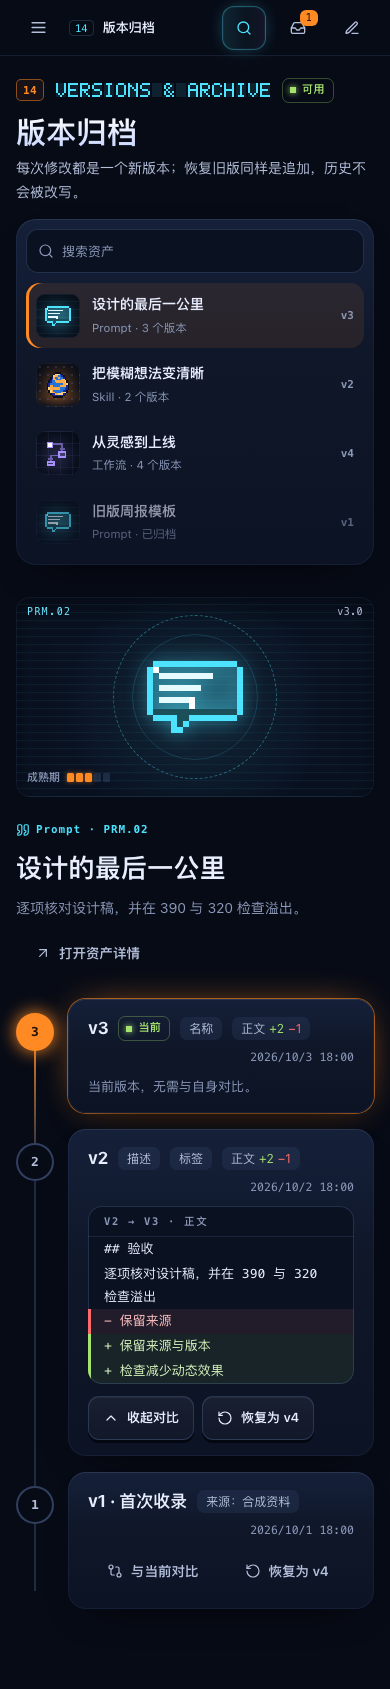 14 版本归档
1
14 VERSIONS & ARCHIVE 可用
版本归档
每次修改都是一个新版本；恢复旧版同样是追加，历史不
会被改写。
搜索资产
设计的最后一公里
Prompt · 3 个版本
v3
把模糊想法变清晰
Skill · 2 个版本
v2
从灵感到上线
工作流 · 4 个版本
v4
旧版周报模板
Prompt · 已归档
v1
PRM.02
v3.0
成熟期
Prompt · PRM.02
设计的最后一公里
逐项核对设计稿，并在 390 与 320 检查溢出。
打开资产详情
3
v3 当前 名称 正文 +2 −1
2026/10/3 18:00
当前版本，无需与自身对比。
2
v2 描述 标签 正文 +2 −1
2026/10/2 18:00
V2 → V3 · 正文
## 验收
逐项核对设计稿，并在 390 与 320
检查溢出
− 保留来源
+ 保留来源与版本
+ 检查减少动态效果
收起对比 恢复为 v4
1
v1 · 首次收录 来源：合成资料
2026/10/1 18:00
与当前对比 恢复为 v4